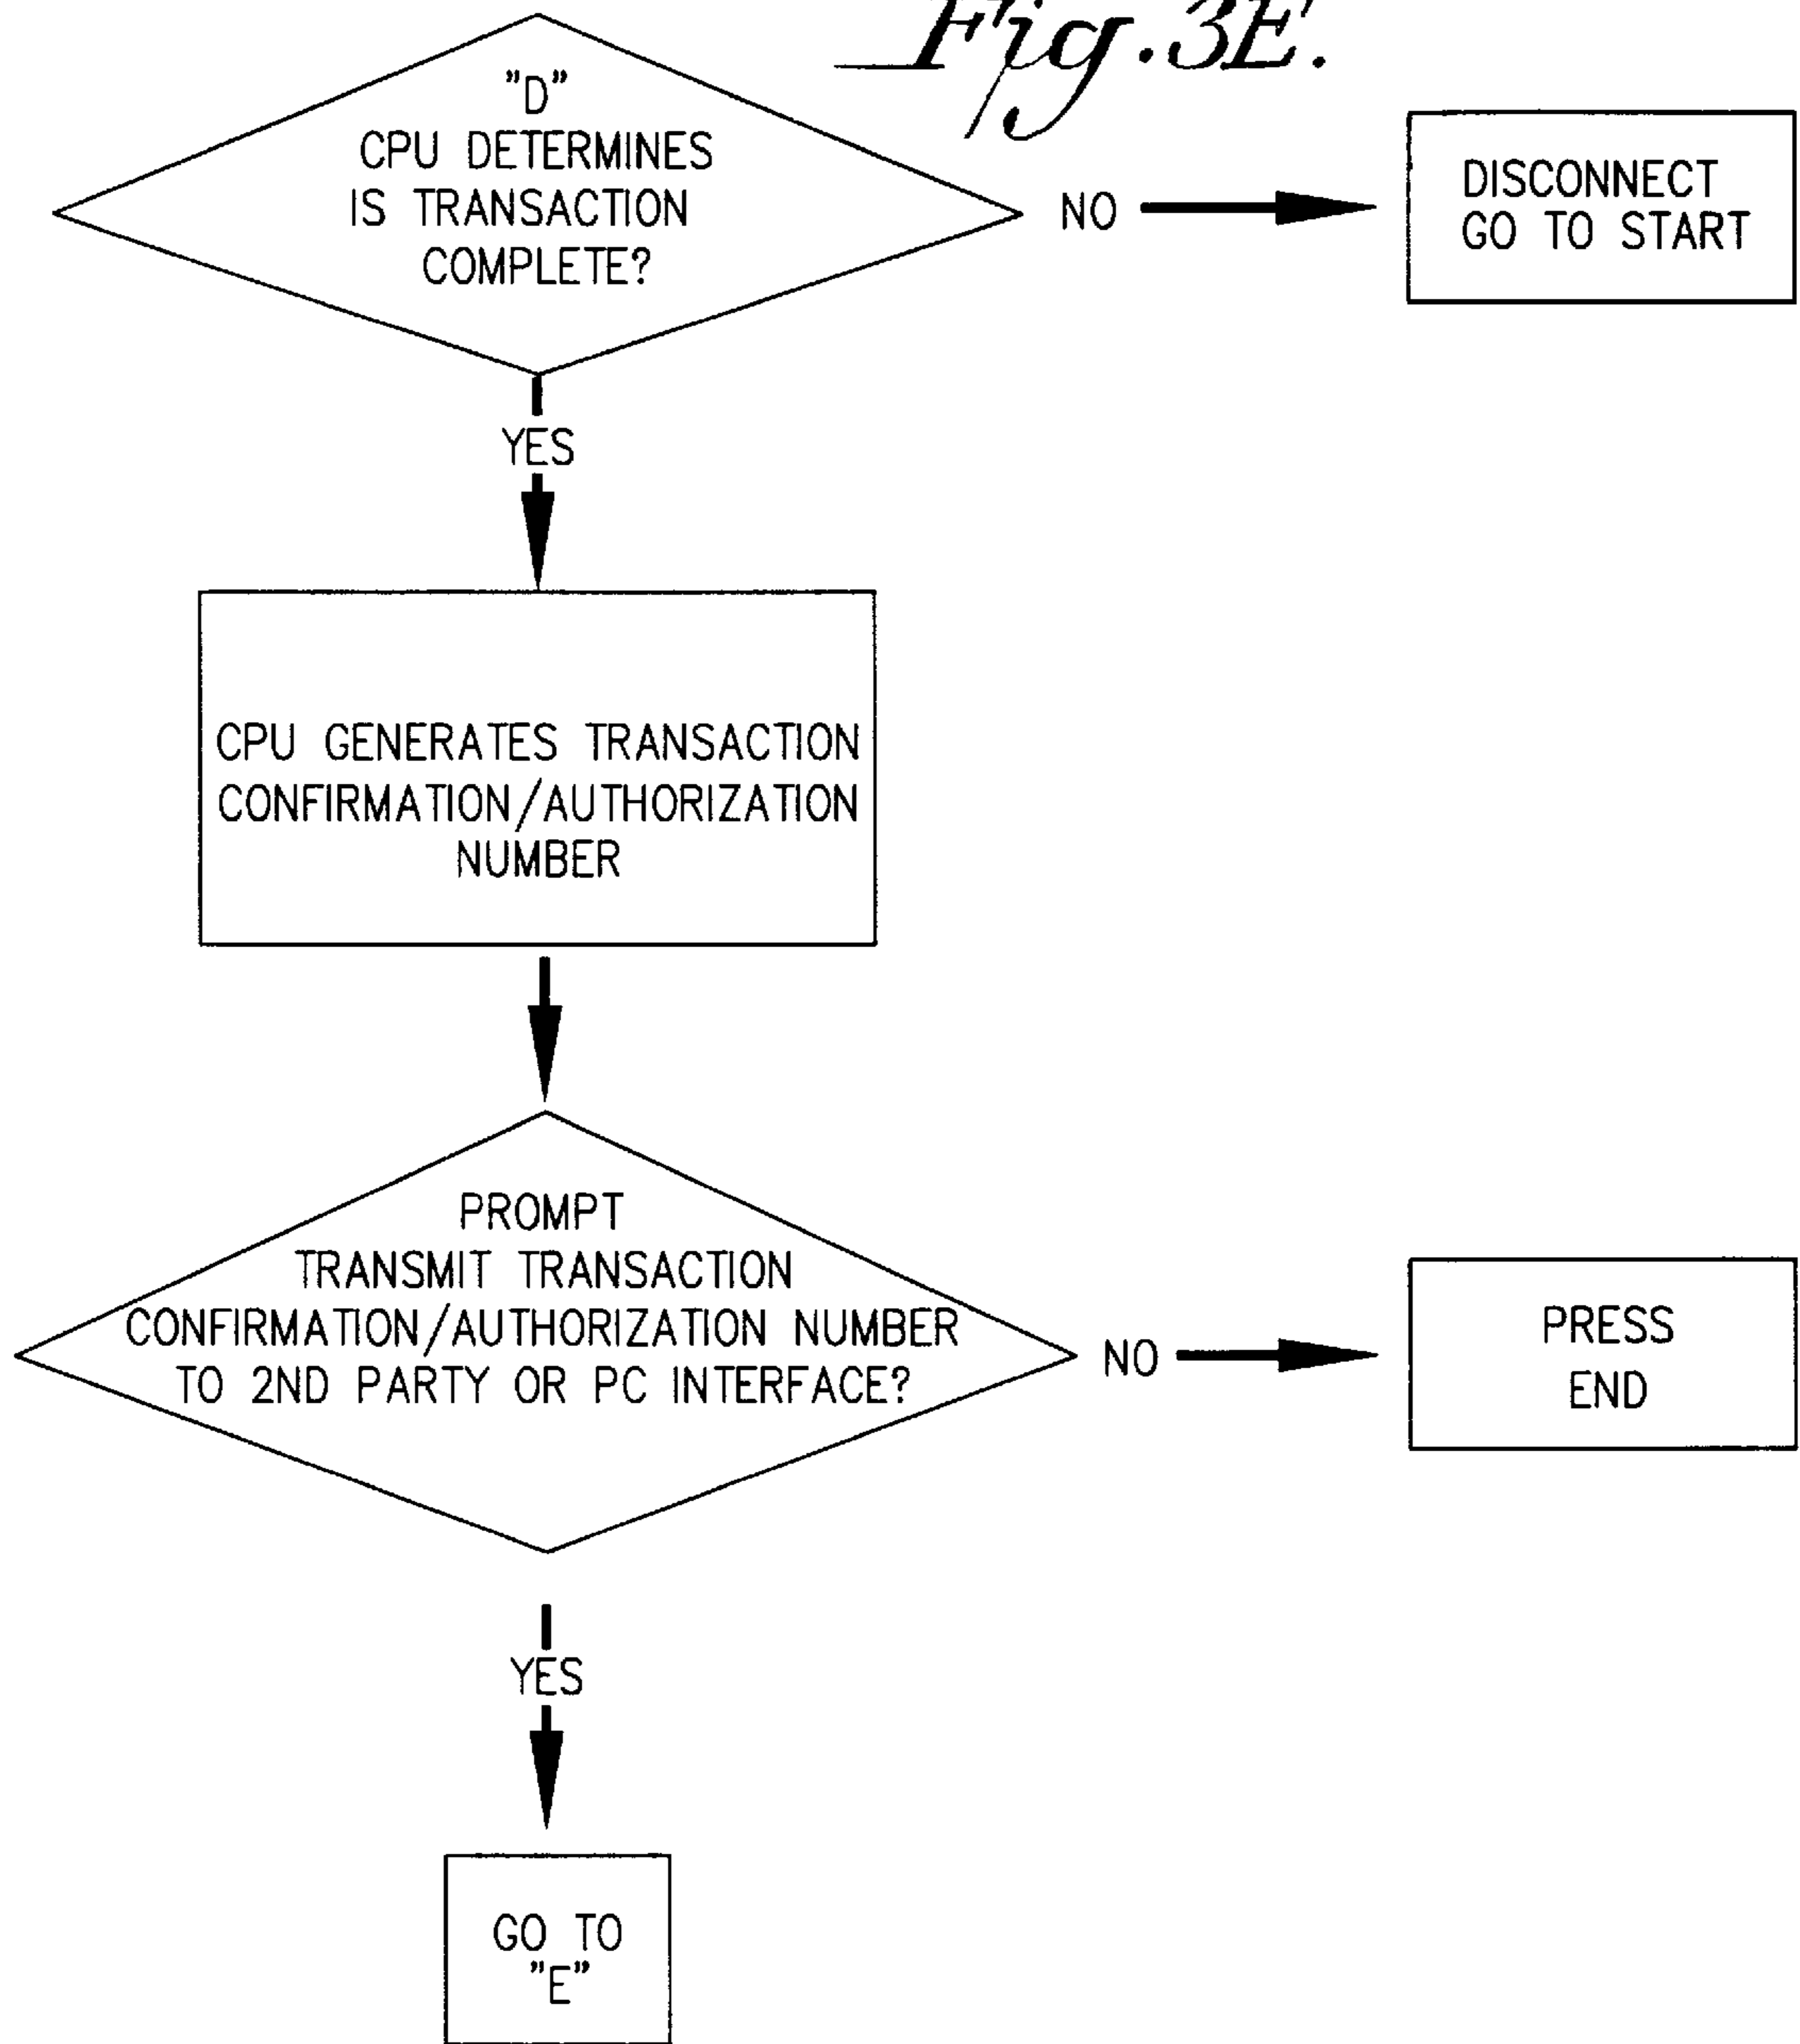 Fig. 3E.
"D"
CPU DETERMINES
IS TRANSACTION
COMPLETE?
NO
DISCONNECT
GO TO START
YES
CPU GENERATES TRANSACTION
CONFIRMATION/AUTHORIZATION
NUMBER
PROMPT
TRANSMIT TRANSACTION
CONFIRMATION/AUTHORIZATION NUMBER
TO 2ND PARTY OR PC INTERFACE?
NO
PRESS
END
YES
GO TO
"E"